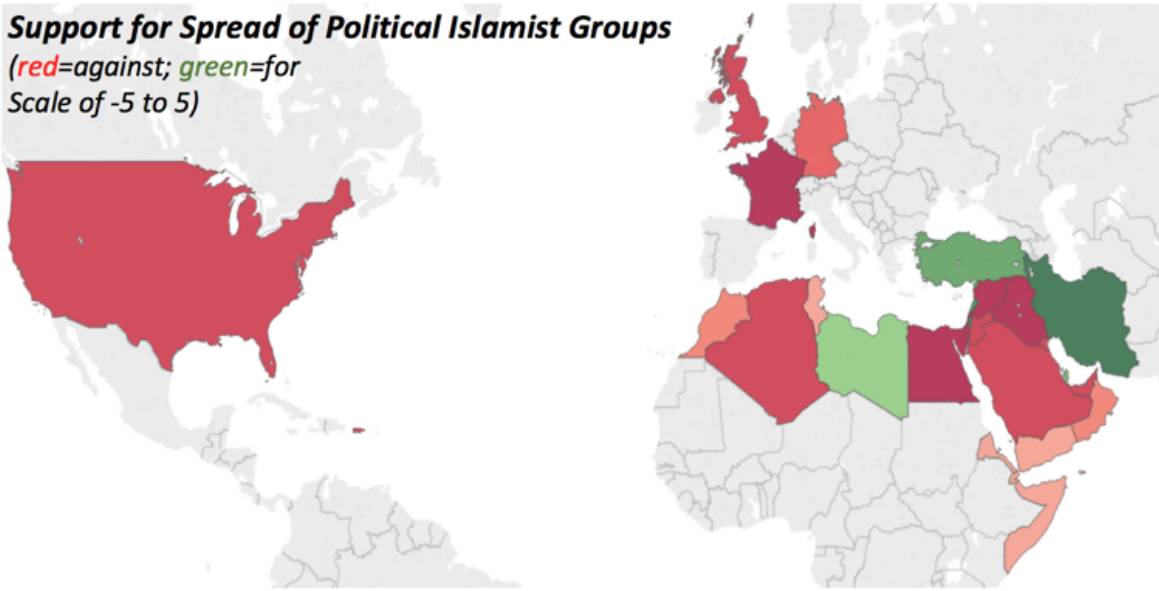 Support for Spread of Political Islamist Groups
(red=against; green=for
Scale of -5 to 5)